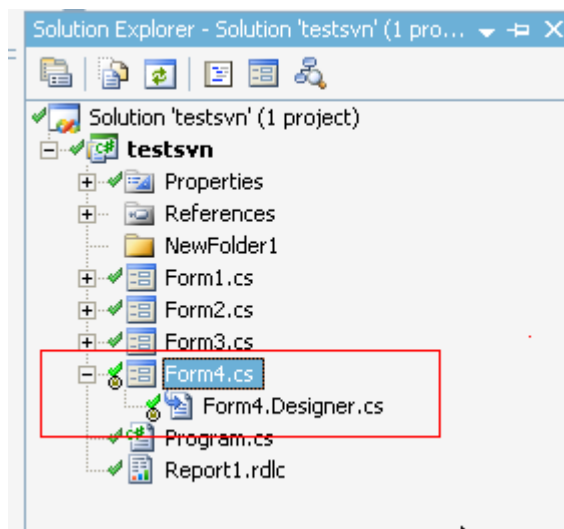 Solution Explorer - Solution 'testsvn' (1 pro...
Solution 'testsvn' (1 project)
testsvn
Properties
References
NewFolder1
Form1.cs
Form2.cs
Form3.cs
Form4.cs
Form4.Designer.cs
Program.cs
Report1.rdlc